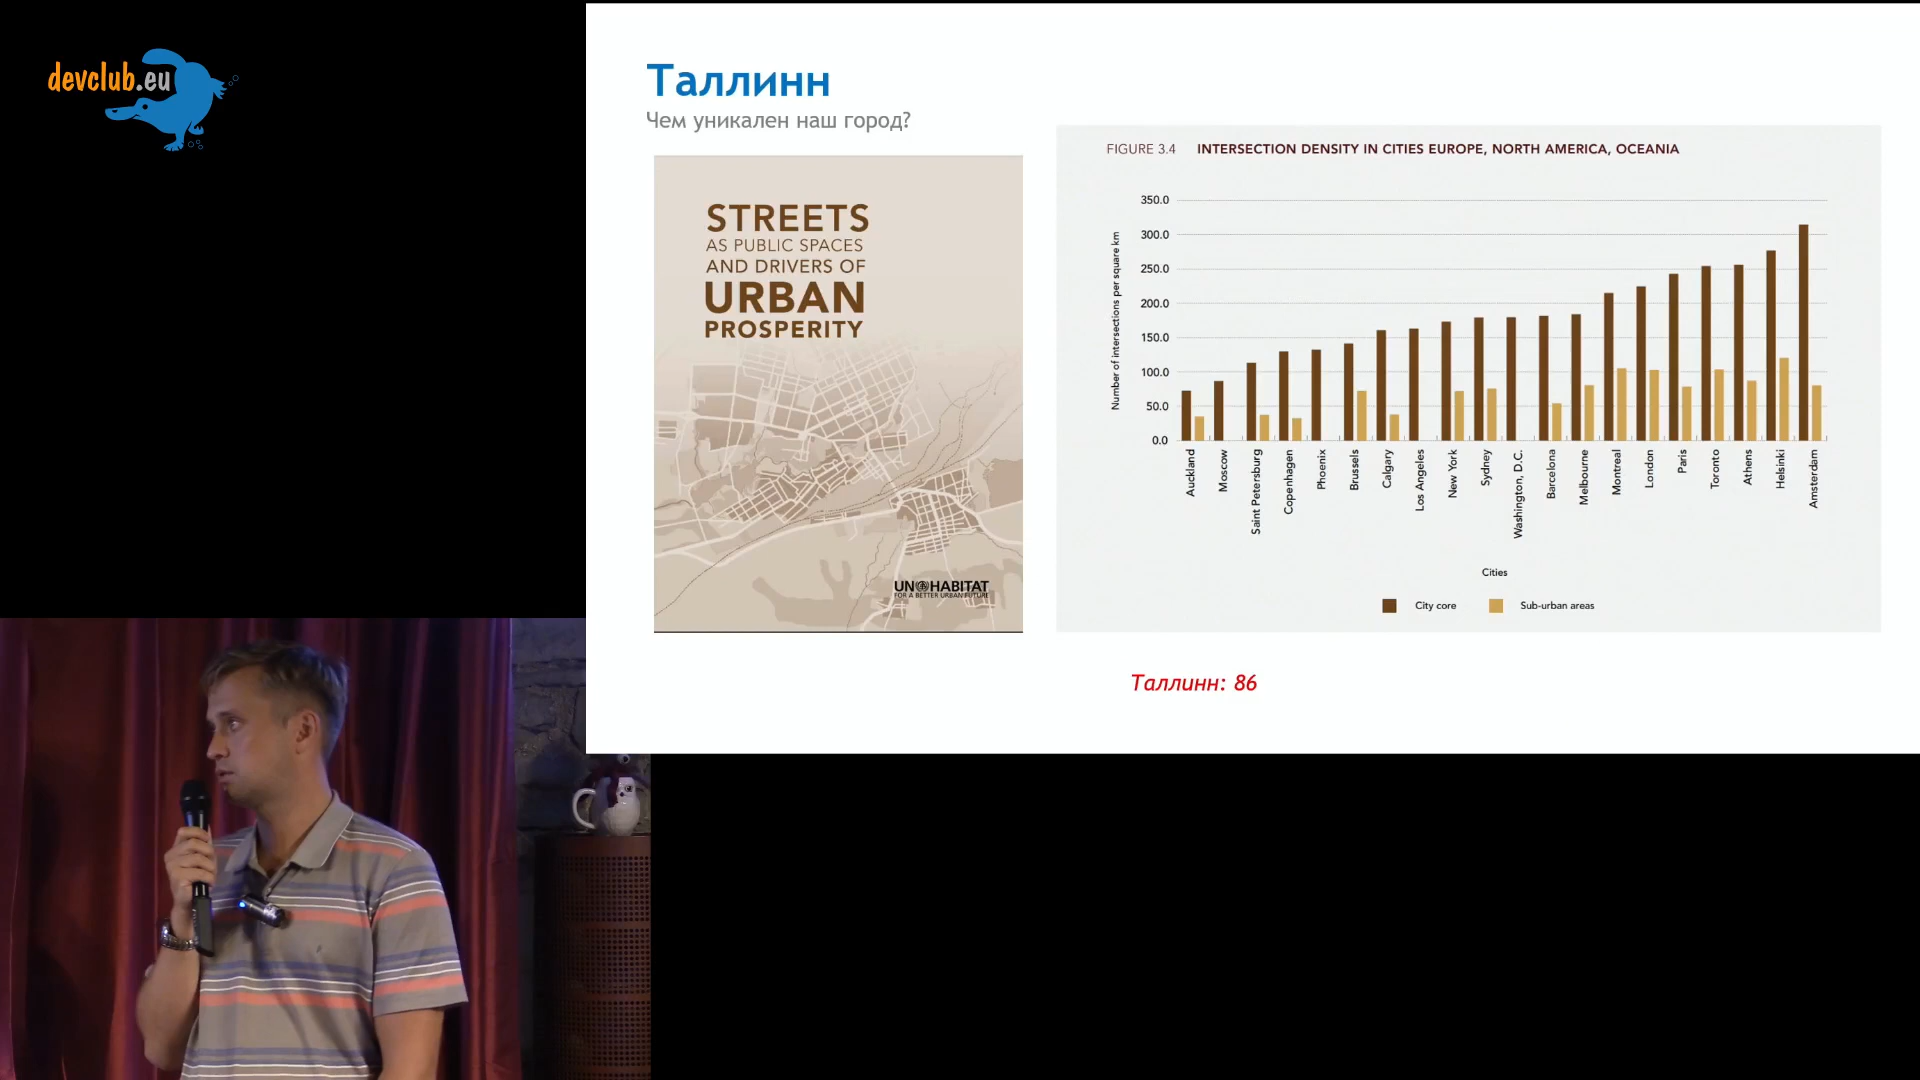 devclub.eu
Таллинн
Чем уникален наш город?
STREETS
AS PUBLIC SPACES
AND DRIVERS OF
URBAN
PROSPERITY
UN HABITAT
FOR A BETTER URBAN FUTURE
FIGURE 3.4 INTERSECTION DENSITY IN CITIES EUROPE, NORTH AMERICA, OCEANIA
Number of intersections per square km
350.0
300.0
250.0
200.0
150.0
100.0
50.0
0.0
Auckland
Moscow
Saint Petersburg
Copenhagen
Phoenix
Brussels
Calgary
Los Angeles
New York
Sydney
Washington, D.C.
Barcelona
Melbourne
Montreal
London
Paris
Toronto
Athens
Helsinki
Amsterdam
Cities
City core
Sub-urban areas
Таллинн: 86